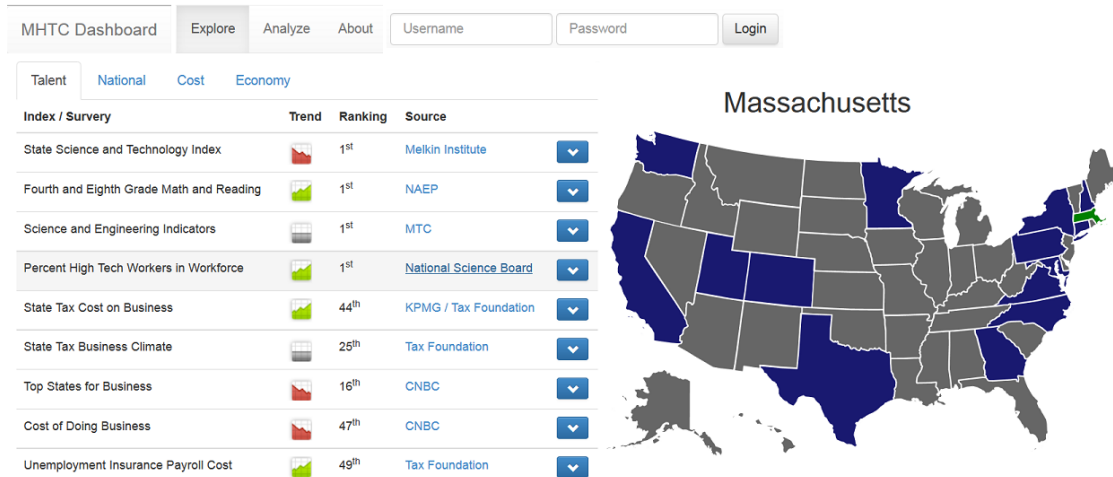 MHTC Dashboard Explore Analyze About Username Password Login
Talent National Cost Economy
Massachusetts
Index / Survery Trend Ranking Source
State Science and Technology Index 1st Melkin Institute
Fourth and Eighth Grade Math and Reading 1st NAEP
Science and Engineering Indicators 1st MTC
Percent High Tech Workers in Workforce 1st National Science Board
State Tax Cost on Business 44th KPMG / Tax Foundation
State Tax Business Climate 25th Tax Foundation
Top States for Business 16th CNBC
Cost of Doing Business 47th CNBC
Unemployment Insurance Payroll Cost 49th Tax Foundation